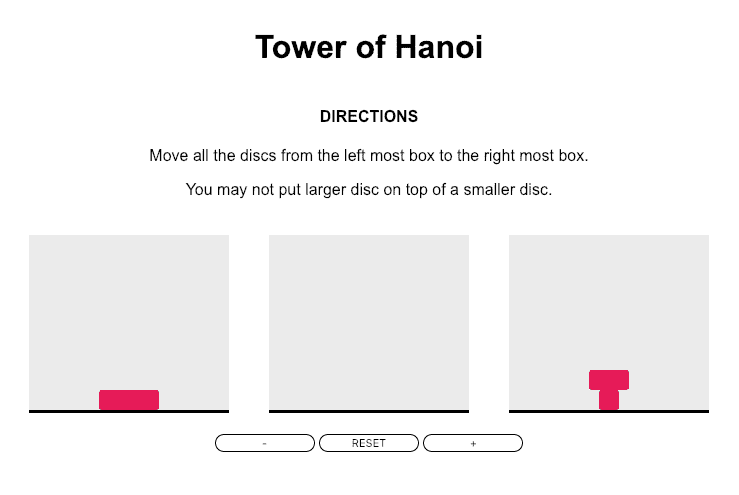 Tower of Hanoi
DIRECTIONS
Move all the discs from the left most box to the right most box.
You may not put larger disc on top of a smaller disc.
- RESET +